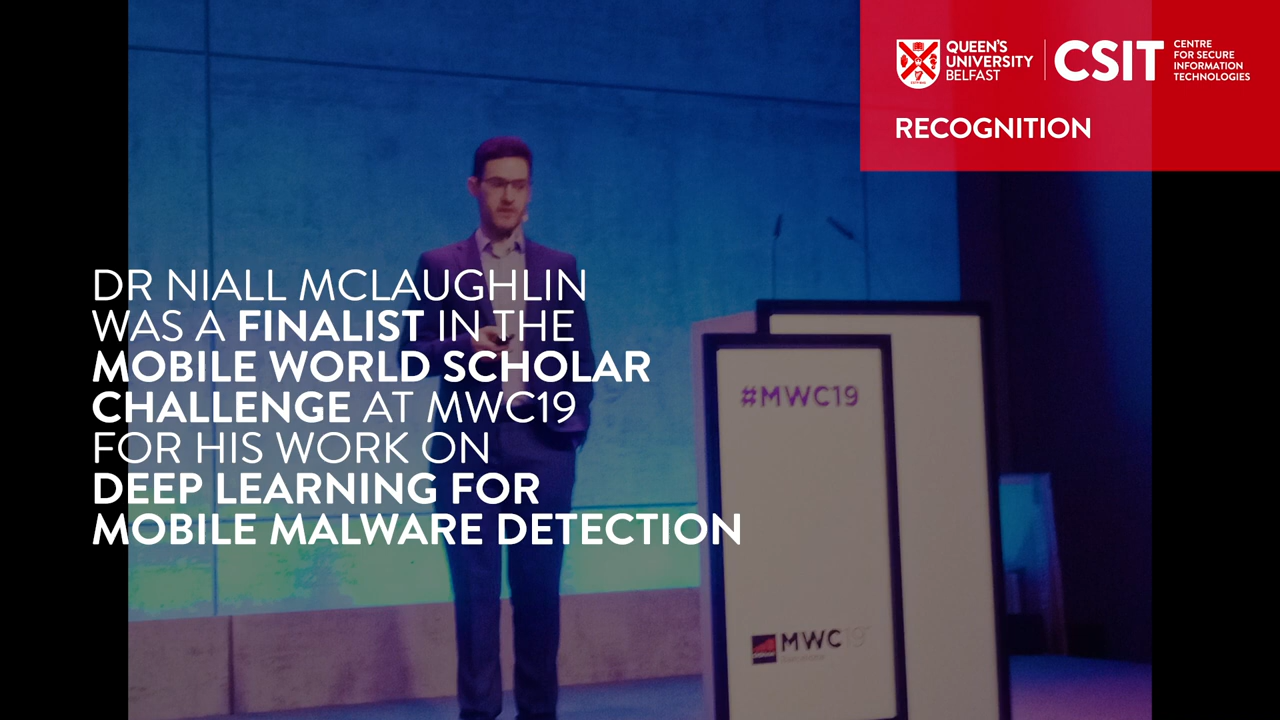 QUEEN'S
UNIVERSITY
BELFAST
CSIT
CENTRE
FOR SECURE
INFORMATION
TECHNOLOGIES
RECOGNITION
DR NIALL MCLAUGHLIN
WAS A FINALIST IN THE
MOBILE WORLD SCHOLAR
CHALLENGE AT MWC19
FOR HIS WORK ON
DEEP LEARNING FOR
MOBILE MALWARE DETECTION
#MWC19
MWC19